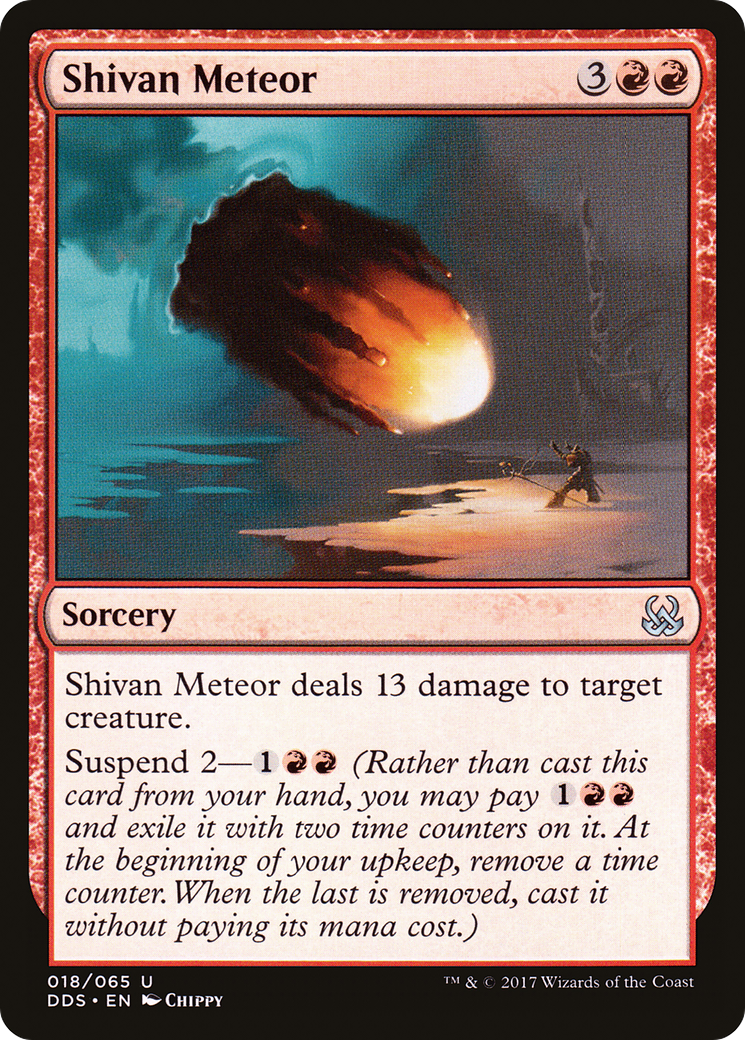 Shivan Meteor 3
Sorcery
Shivan Meteor deals 13 damage to target
creature.
Suspend 2—1 (Rather than cast this
card from your hand, you may pay 1
and exile it with two time counters on it. At
the beginning of your upkeep, remove a time
counter. When the last is removed, cast it
without paying its mana cost.)
018/065 U
™ & © 2017 Wizards of the Coast
DDS • EN CHIPPY